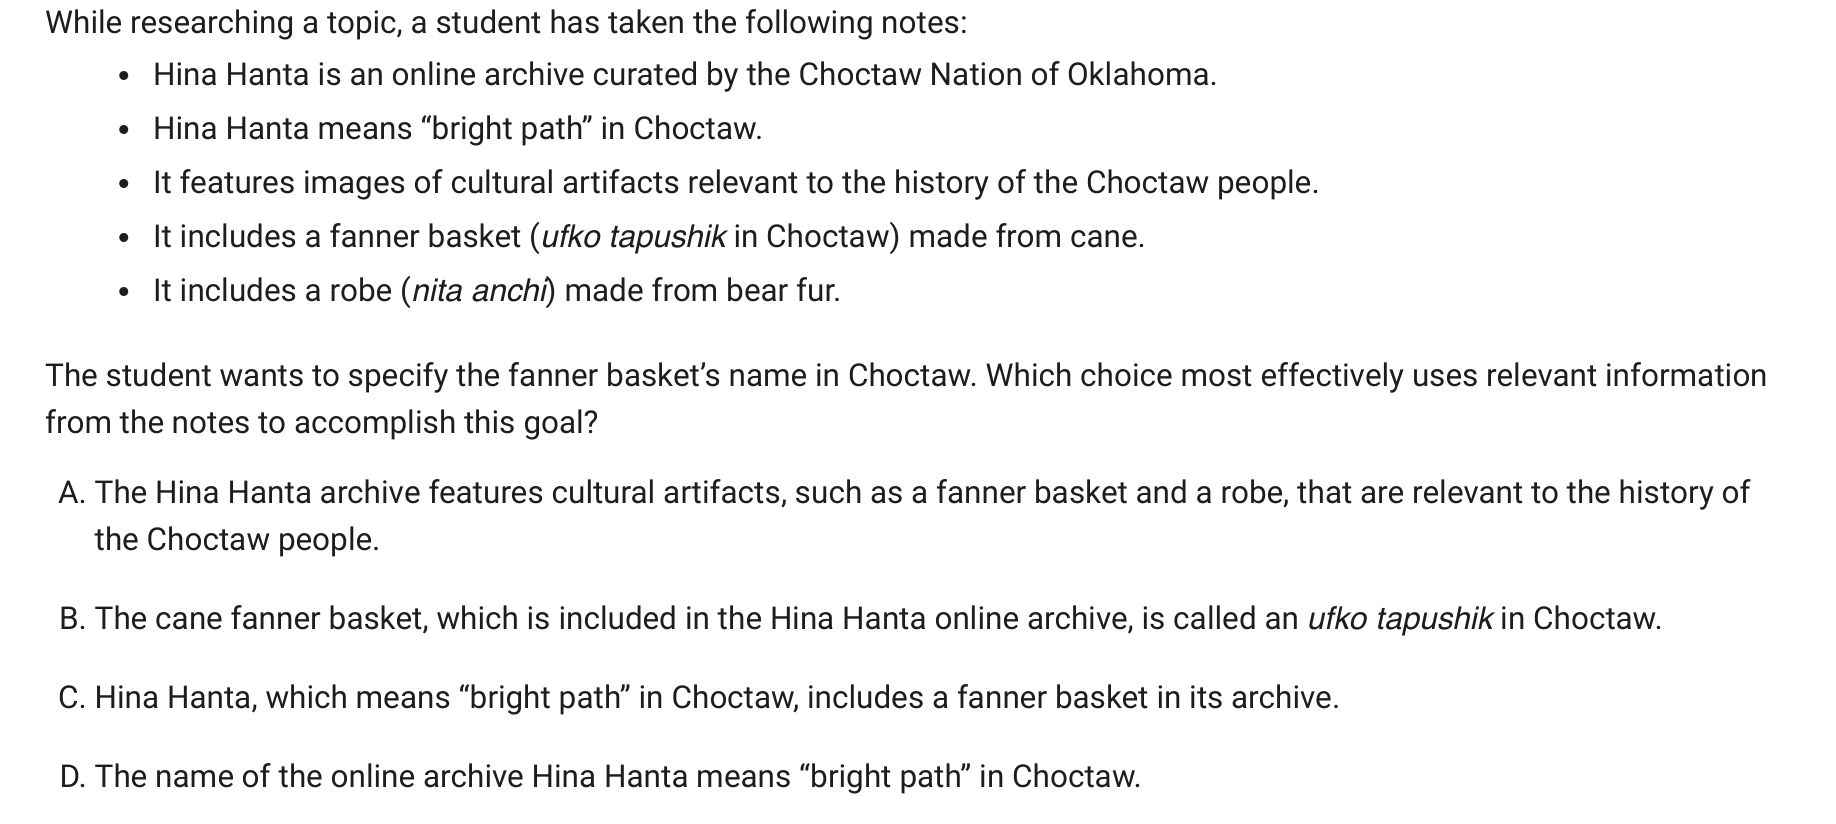 While researching a topic, a student has taken the following notes:
• Hina Hanta is an online archive curated by the Choctaw Nation of Oklahoma.
• Hina Hanta means “bright path” in Choctaw.
• It features images of cultural artifacts relevant to the history of the Choctaw people.
• It includes a fanner basket (ufko tapushik in Choctaw) made from cane.
• It includes a robe (nita anchi) made from bear fur.
The student wants to specify the fanner basket’s name in Choctaw. Which choice most effectively uses relevant information
from the notes to accomplish this goal?
A. The Hina Hanta archive features cultural artifacts, such as a fanner basket and a robe, that are relevant to the history of
the Choctaw people.
B. The cane fanner basket, which is included in the Hina Hanta online archive, is called an ufko tapushik in Choctaw.
C. Hina Hanta, which means “bright path” in Choctaw, includes a fanner basket in its archive.
D. The name of the online archive Hina Hanta means “bright path” in Choctaw.